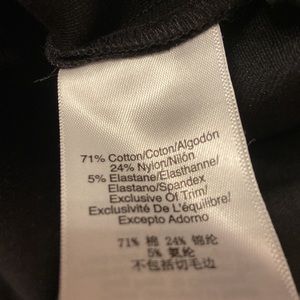 71% Cotton/Coton/Algodón
24% Nylon/Nilón
5% Elastane/Elasthanne/
Elastano/Spandex
Exclusive Of Trim/
Exclusivité De L'équilibre/
Excepto Adorno
71% 棉 24% 锦纶
5% 氨纶
不包括切毛边